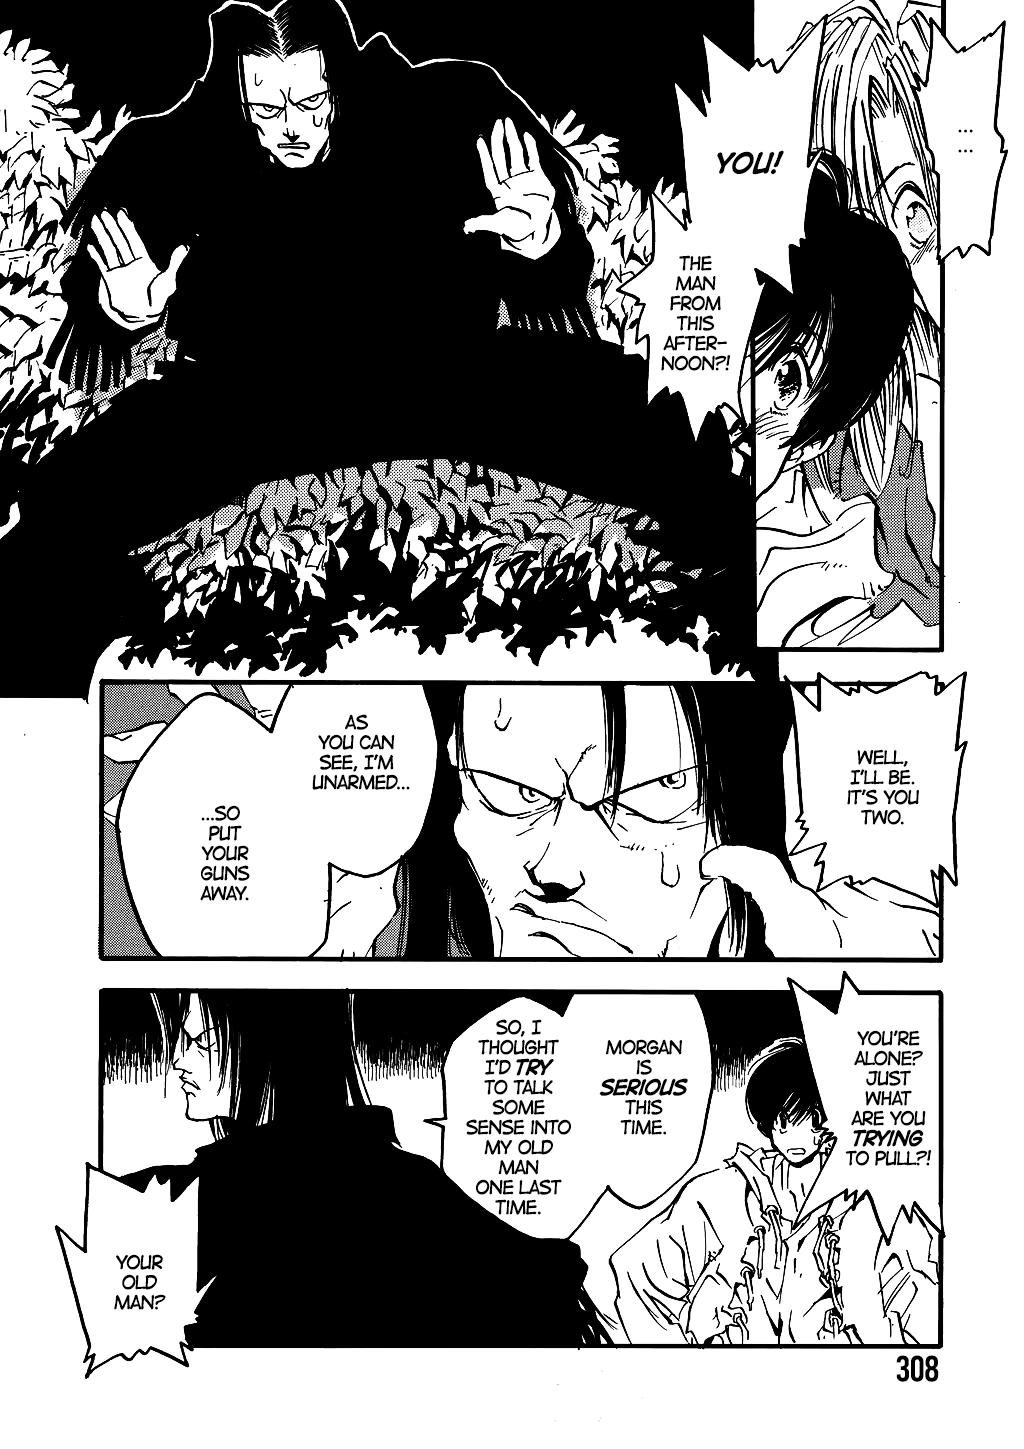 ...
...
YOU!
THE
MAN
FROM
THIS
AFTER-
NOON?!
WELL,
I'LL BE.
IT'S YOU
TWO.
AS
YOU CAN
SEE, I'M
UNARMED...
...SO
PUT
YOUR
GUNS
AWAY.
YOU'RE
ALONE?
JUST
WHAT
ARE YOU
TRYING
TO PULL?!
MORGAN
IS
SERIOUS
THIS
TIME.
SO, I
THOUGHT
I'D TRY
TO TALK
SOME
SENSE INTO
MY OLD
MAN
ONE LAST
TIME.
YOUR
OLD
MAN?
308